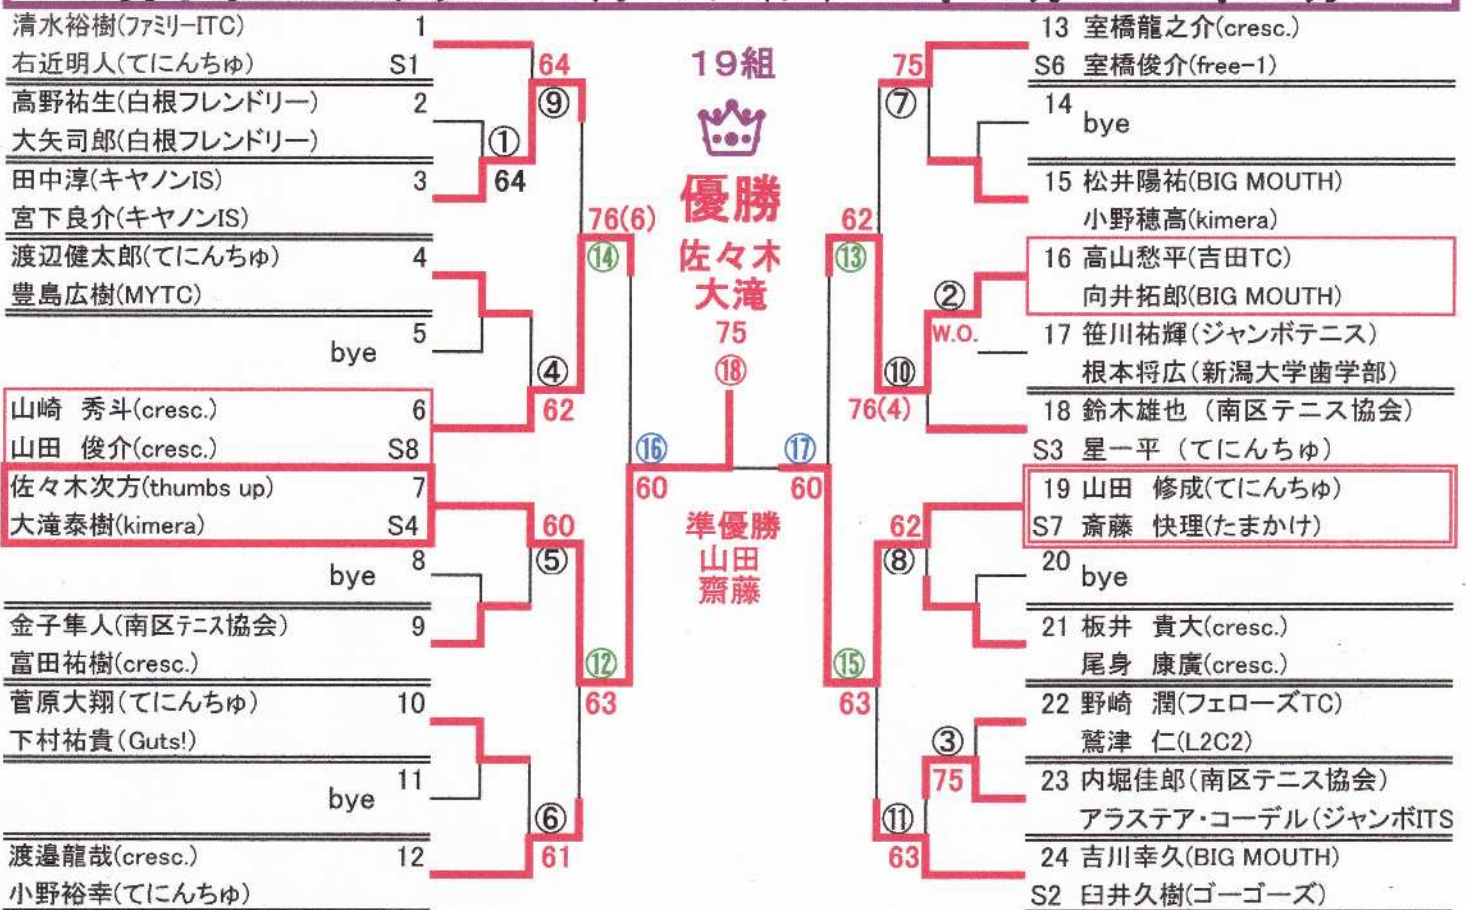 清水裕樹(ファミリーITC) 1
右近明人(てにんちゅ) S1
高野祐生(白根フレンドリー) 2
大矢司郎(白根フレンドリー)
田中淳(キヤノンIS) 3
宮下良介(キヤノンIS)
渡辺健太郎(てにんちゅ) 4
豊島広樹(MYTC)
bye 5
山崎 秀斗(cresc.) 6
山田 俊介(cresc.) S8
佐々木次方(thumbs up) 7
大滝泰樹(kimera) S4
bye 8
金子隼人(南区テニス協会) 9
富田祐樹(cresc.)
菅原大翔(てにんちゅ) 10
下村祐貴(Guts!)
bye 11
渡邉龍哉(cresc.) 12
小野裕幸(てにんちゅ)
64
⑨
①
64
76(6)
⑭
④
62
60
⑤
⑫
63
⑥
61
⑯
60
19組
優勝
佐々木
大滝
75
⑱
準優勝
山田
齋藤
⑰
60
75
⑦
62
⑬
②
W.O.
⑩
76(4)
62
⑧
⑮
63
③
75
⑪
63
13 室橋龍之介(cresc.)
S6 室橋俊介(free-1)
14 bye
15 松井陽祐(BIG MOUTH)
小野穂高(kimera)
16 高山愁平(吉田TC)
向井拓郎(BIG MOUTH)
17 笹川祐輝(ジャンボテニス)
根本将広(新潟大学歯学部)
18 鈴木雄也 (南区テニス協会)
S3 星一平 (てにんちゅ)
19 山田 修成(てにんちゅ)
S7 斎藤 快理(たまかけ)
20 bye
21 板井 貴大(cresc.)
尾身 康廣(cresc.)
22 野崎 潤(フェローズTC)
鷲津 仁(L2C2)
23 内堀佳郎(南区テニス協会)
アラステア・コーデル(ジャンボITS
24 吉川幸久(BIG MOUTH)
S2 臼井久樹(ゴーゴーズ)